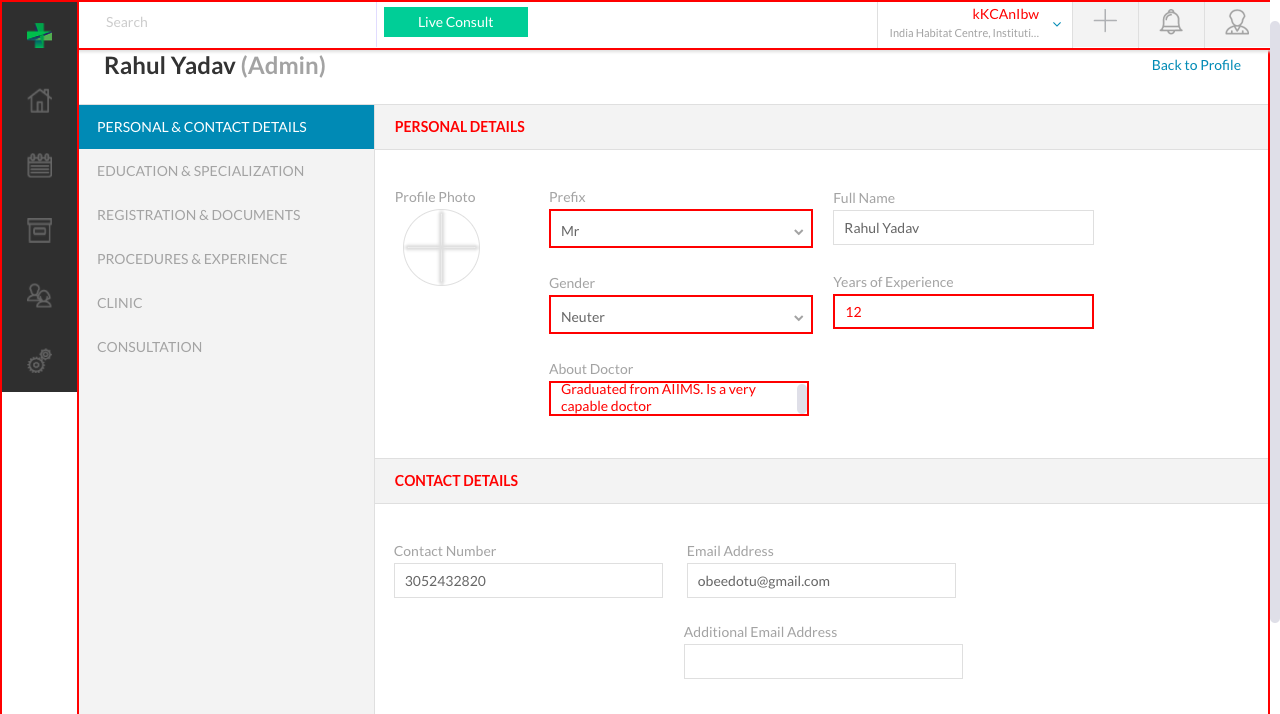 Search
Live Consult
kKCAnIbw
India Habitat Centre, Instituti...
Rahul Yadav (Admin)
Back to Profile
PERSONAL & CONTACT DETAILS
EDUCATION & SPECIALIZATION
REGISTRATION & DOCUMENTS
PROCEDURES & EXPERIENCE
CLINIC
CONSULTATION
PERSONAL DETAILS
Profile Photo
Prefix
Mr
Full Name
Rahul Yadav
Gender
Neuter
Years of Experience
12
About Doctor
Graduated from AIIMS. Is a very
capable doctor
CONTACT DETAILS
Contact Number
3052432820
Email Address
obeedotu@gmail.com
Additional Email Address